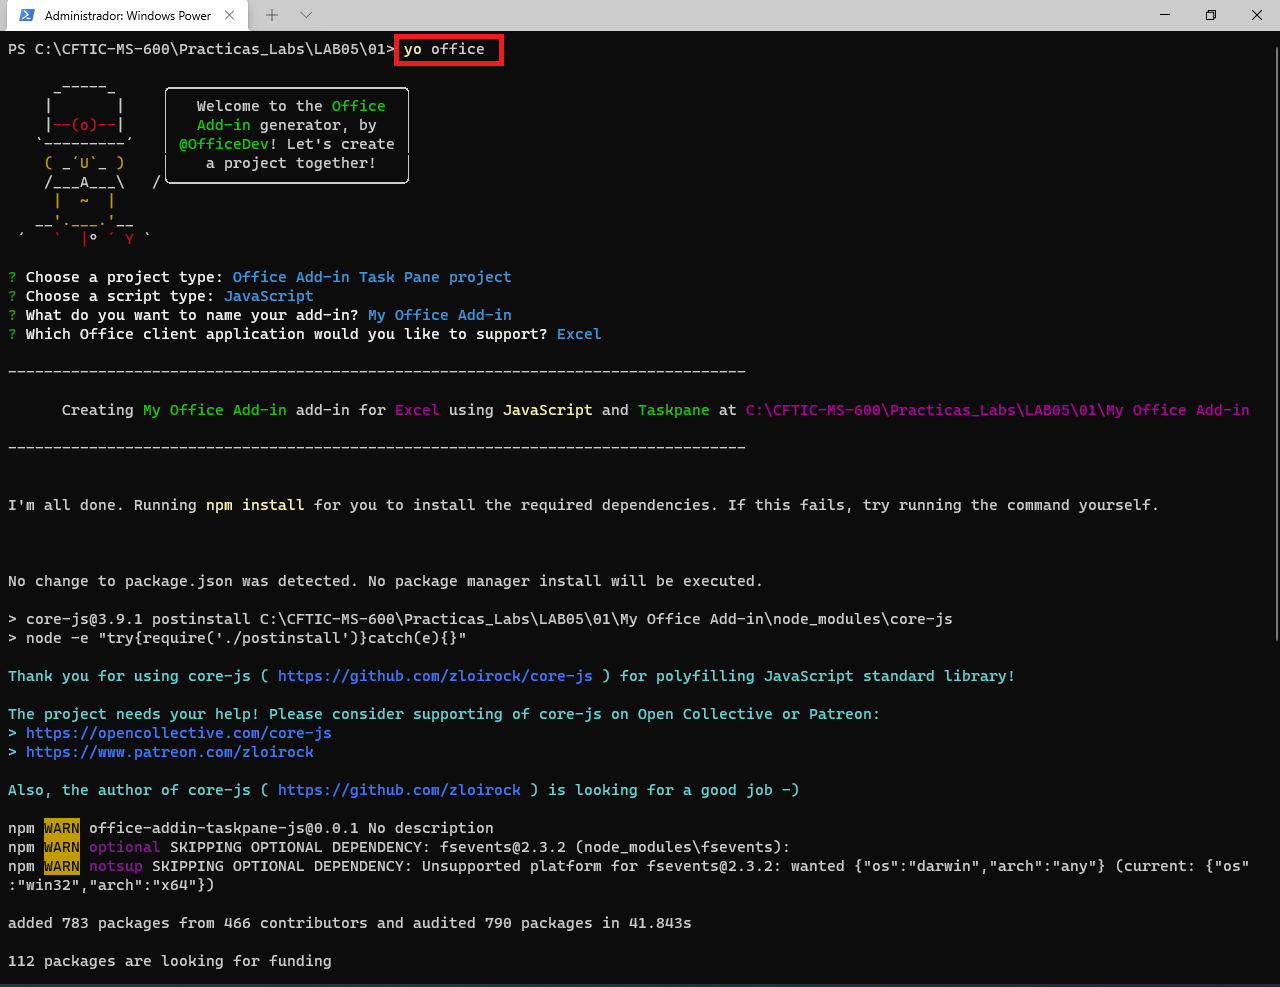 Administrador: Windows Power
PS C:\CFTIC-MS-600\Practicas_Labs\LAB05\01> yo office
     _-----_
    |       |
    |--(o)--|
   `---------´
    ( _´U`_ )
    /___A___\   /
     |  ~  |
   __'.___.'__
 ´   `  |° ´ Y `
Welcome to the Office
Add-in generator, by
@OfficeDev! Let's create
a project together!
? Choose a project type: Office Add-in Task Pane project
? Choose a script type: JavaScript
? What do you want to name your add-in? My Office Add-in
? Which Office client application would you like to support? Excel
----------------------------------------------------------------------------------
      Creating My Office Add-in add-in for Excel using JavaScript and Taskpane at C:\CFTIC-MS-600\Practicas_Labs\LAB05\01\My Office Add-in
----------------------------------------------------------------------------------
I'm all done. Running npm install for you to install the required dependencies. If this fails, try running the command yourself.
No change to package.json was detected. No package manager install will be executed.
> core-js@3.9.1 postinstall C:\CFTIC-MS-600\Practicas_Labs\LAB05\01\My Office Add-in\node_modules\core-js
> node -e "try{require('./postinstall')}catch(e){}"
Thank you for using core-js ( https://github.com/zloirock/core-js ) for polyfilling JavaScript standard library!
The project needs your help! Please consider supporting of core-js on Open Collective or Patreon:
> https://opencollective.com/core-js
> https://www.patreon.com/zloirock
Also, the author of core-js ( https://github.com/zloirock ) is looking for a good job -)
npm WARN office-addin-taskpane-js@0.0.1 No description
npm WARN optional SKIPPING OPTIONAL DEPENDENCY: fsevents@2.3.2 (node_modules\fsevents):
npm WARN notsup SKIPPING OPTIONAL DEPENDENCY: Unsupported platform for fsevents@2.3.2: wanted {"os":"darwin","arch":"any"} (current: {"os"
:"win32","arch":"x64"})
added 783 packages from 466 contributors and audited 790 packages in 41.843s
112 packages are looking for funding